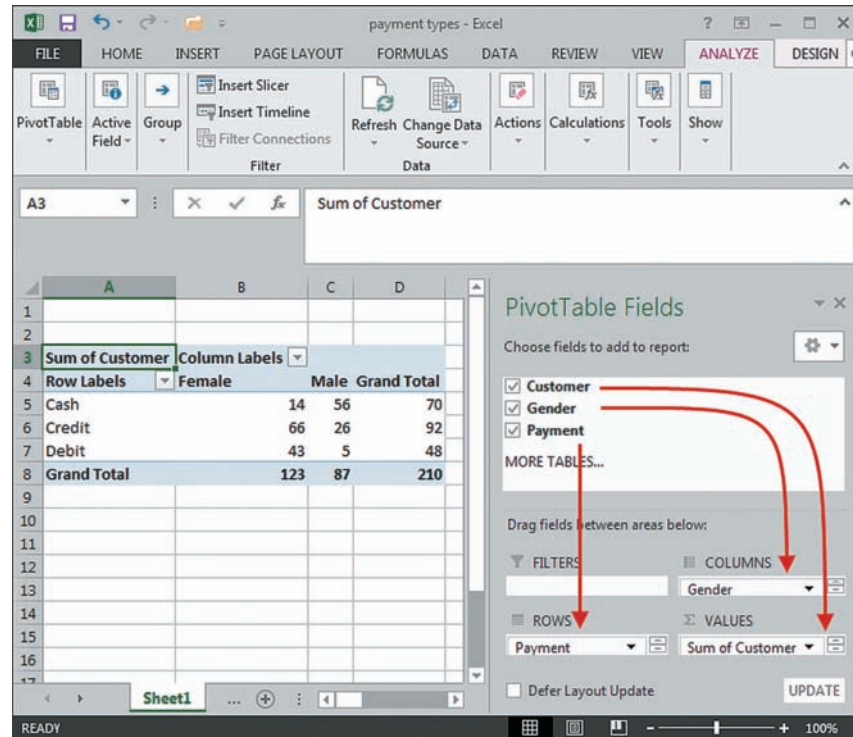 payment types - Excel
?
FILE HOME INSERT PAGE LAYOUT FORMULAS DATA REVIEW VIEW ANALYZE DESIGN
PivotTable
Active Field
Group
Insert Slicer
Insert Timeline
Filter Connections
Filter
Refresh
Change Data Source
Data
Actions
Calculations
Tools
Show
A3 fx Sum of Customer
A B C D
1
2
3 Sum of Customer Column Labels
4 Row Labels Female Male Grand Total
5 Cash 14 56 70
6 Credit 66 26 92
7 Debit 43 5 48
8 Grand Total 123 87 210
9
10
11
12
13
14
15
16
17
PivotTable Fields
Choose fields to add to report:
Customer
Gender
Payment
MORE TABLES...
Drag fields between areas below:
FILTERS
COLUMNS
Gender
ROWS
Σ VALUES
Payment
Sum of Customer
Defer Layout Update
UPDATE
Sheet1 ...
READY
100%